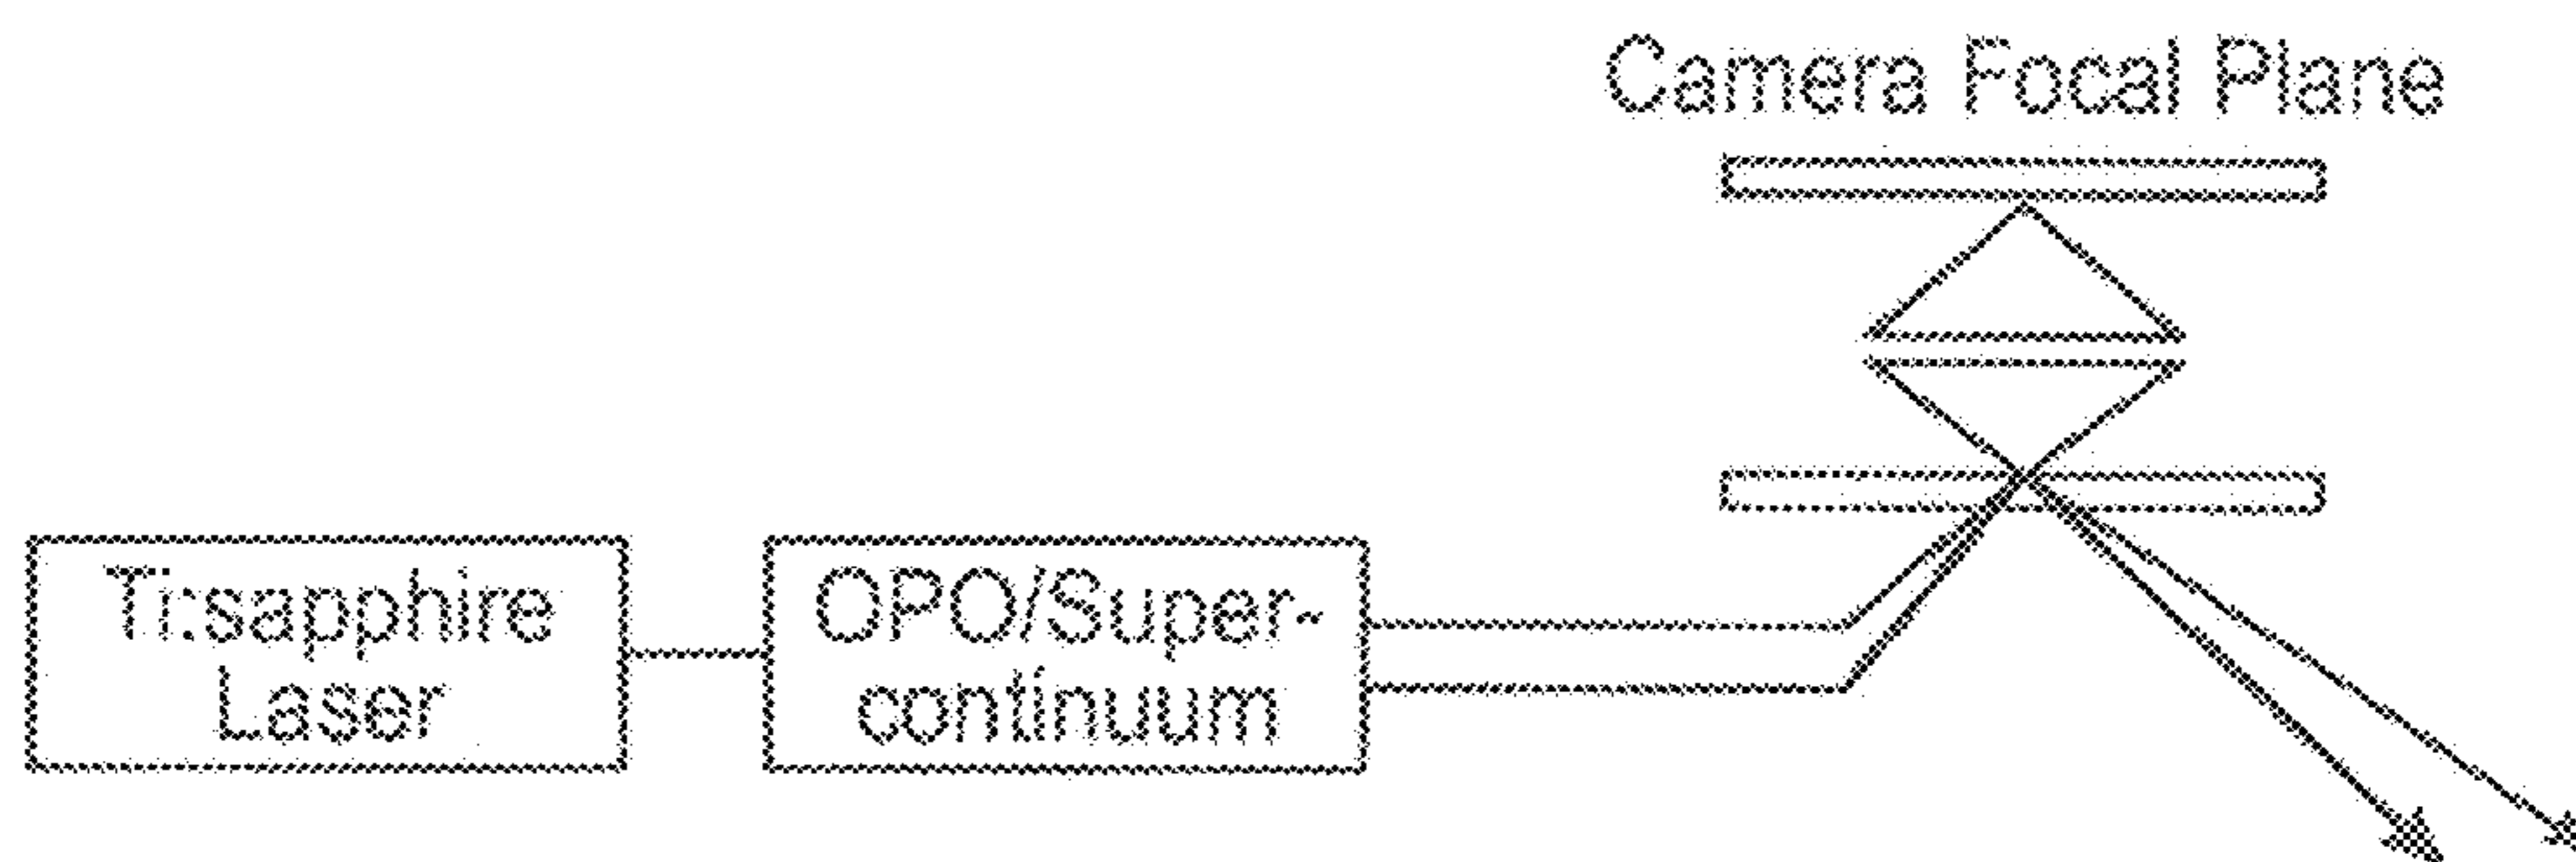 Camera Focal Plane
Ti:sapphire
Laser
OPO/Super-
continuum